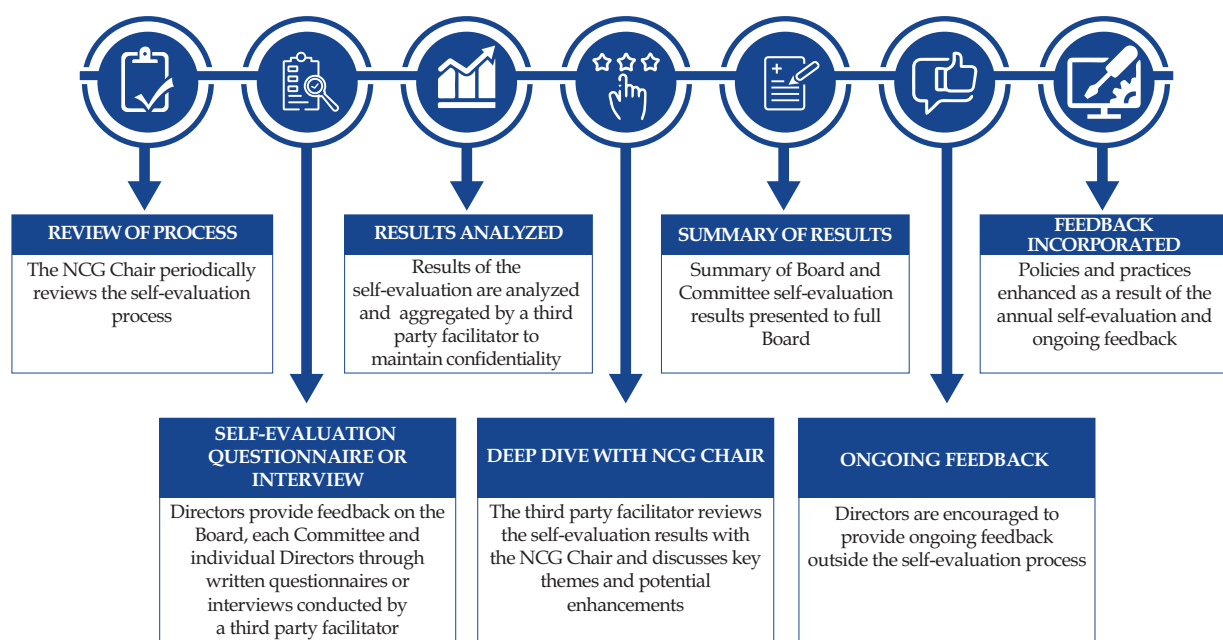 REVIEW OF PROCESS
The NCG Chair periodically
reviews the self-evaluation
process
SELF-EVALUATION
QUESTIONNAIRE OR
INTERVIEW
Directors provide feedback on the
Board, each Committee and
individual Directors through
written questionnaires or
interviews conducted by
a third party facilitator
RESULTS ANALYZED
Results of the
self-evaluation are analyzed
and aggregated by a third
party facilitator to
maintain confidentiality
DEEP DIVE WITH NCG CHAIR
The third party facilitator reviews
the self-evaluation results with
the NCG Chair and discusses key
themes and potential
enhancements
SUMMARY OF RESULTS
Summary of Board and
Committee self-evaluation
results presented to full
Board
ONGOING FEEDBACK
Directors are encouraged to
provide ongoing feedback
outside the self-evaluation process
FEEDBACK
INCORPORATED
Policies and practices
enhanced as a result of the
annual self-evaluation and
ongoing feedback